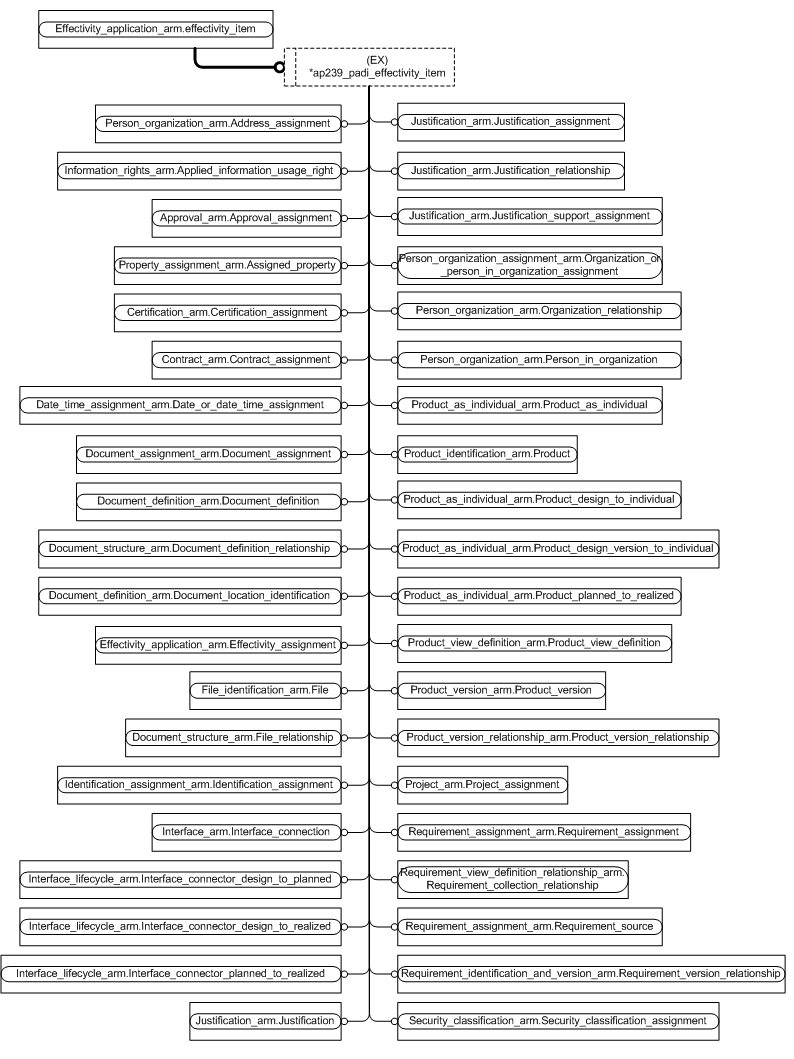 Effectivity_application_arm.effectivity_item
(EX)
*ap239_padi_effectivity_item
Person_organization_arm.Address_assignment
Information_rights_arm.Applied_information_usage_right
Approval_arm.Approval_assignment
Property_assignment_arm.Assigned_property
Certification_arm.Certification_assignment
Contract_arm.Contract_assignment
Date_time_assignment_arm.Date_or_date_time_assignment
Document_assignment_arm.Document_assignment
Document_definition_arm.Document_definition
Document_structure_arm.Document_definition_relationship
Document_definition_arm.Document_location_identification
Effectivity_application_arm.Effectivity_assignment
File_identification_arm.File
Document_structure_arm.File_relationship
Identification_assignment_arm.Identification_assignment
Interface_arm.Interface_connection
Interface_lifecycle_arm.Interface_connector_design_to_planned
Interface_lifecycle_arm.Interface_connector_design_to_realized
Interface_lifecycle_arm.Interface_connector_planned_to_realized
Justification_arm.Justification
Justification_arm.Justification_assignment
Justification_arm.Justification_relationship
Justification_arm.Justification_support_assignment
Person_organization_assignment_arm.Organization_or
_person_in_organization_assignment
Person_organization_arm.Organization_relationship
Person_organization_arm.Person_in_organization
Product_as_individual_arm.Product_as_individual
Product_identification_arm.Product
Product_as_individual_arm.Product_design_to_individual
Product_as_individual_arm.Product_design_version_to_individual
Product_as_individual_arm.Product_planned_to_realized
Product_view_definition_arm.Product_view_definition
Product_version_arm.Product_version
Product_version_relationship_arm.Product_version_relationship
Project_arm.Project_assignment
Requirement_assignment_arm.Requirement_assignment
Requirement_view_definition_relationship_arm.
Requirement_collection_relationship
Requirement_assignment_arm.Requirement_source
Requirement_identification_and_version_arm.Requirement_version_relationship
Security_classification_arm.Security_classification_assignment